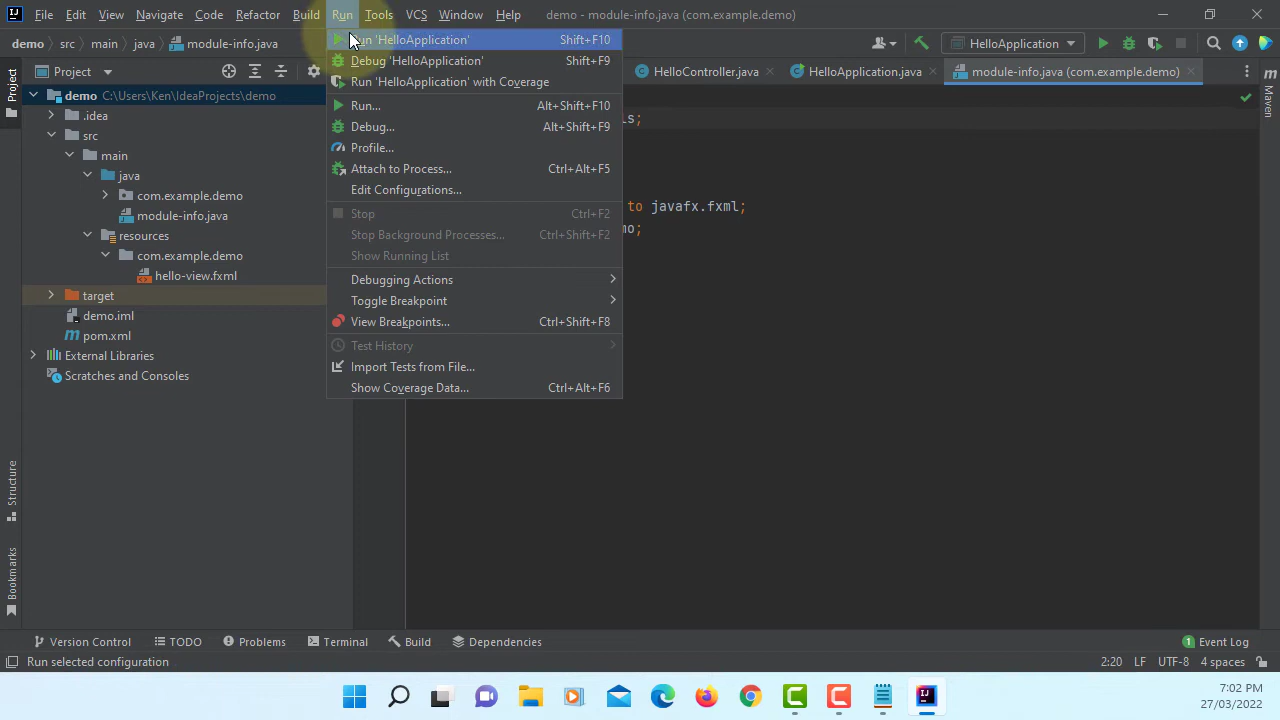 File Edit View Navigate Code Refactor Build Run Tools VCS Window Help demo - module-info.java (com.example.demo)
demo src main java module-info.java
HelloApplication
Project
HelloController.java HelloApplication.java module-info.java (com.example.demo)
Run 'HelloApplication' Shift+F10
Debug 'HelloApplication' Shift+F9
Run 'HelloApplication' with Coverage
Run... Alt+Shift+F10
Debug... Alt+Shift+F9
Profile...
Attach to Process... Ctrl+Alt+F5
Edit Configurations...
Stop Ctrl+F2
Stop Background Processes... Ctrl+Shift+F2
Show Running List
Debugging Actions
Toggle Breakpoint
View Breakpoints... Ctrl+Shift+F8
Test History
Import Tests from File...
Show Coverage Data... Ctrl+Alt+F6
demo C:\Users\Ken\IdeaProjects\demo
.idea
src
main
java
com.example.demo
module-info.java
resources
com.example.demo
hello-view.fxml
target
demo.iml
pom.xml
External Libraries
Scratches and Consoles
ls;
to javafx.fxml;
mo;
Project
Structure
Bookmarks
Maven
Version Control TODO Problems Terminal Build Dependencies 1 Event Log
Run selected configuration 2:20 LF UTF-8 4 spaces
7:02 PM
27/03/2022